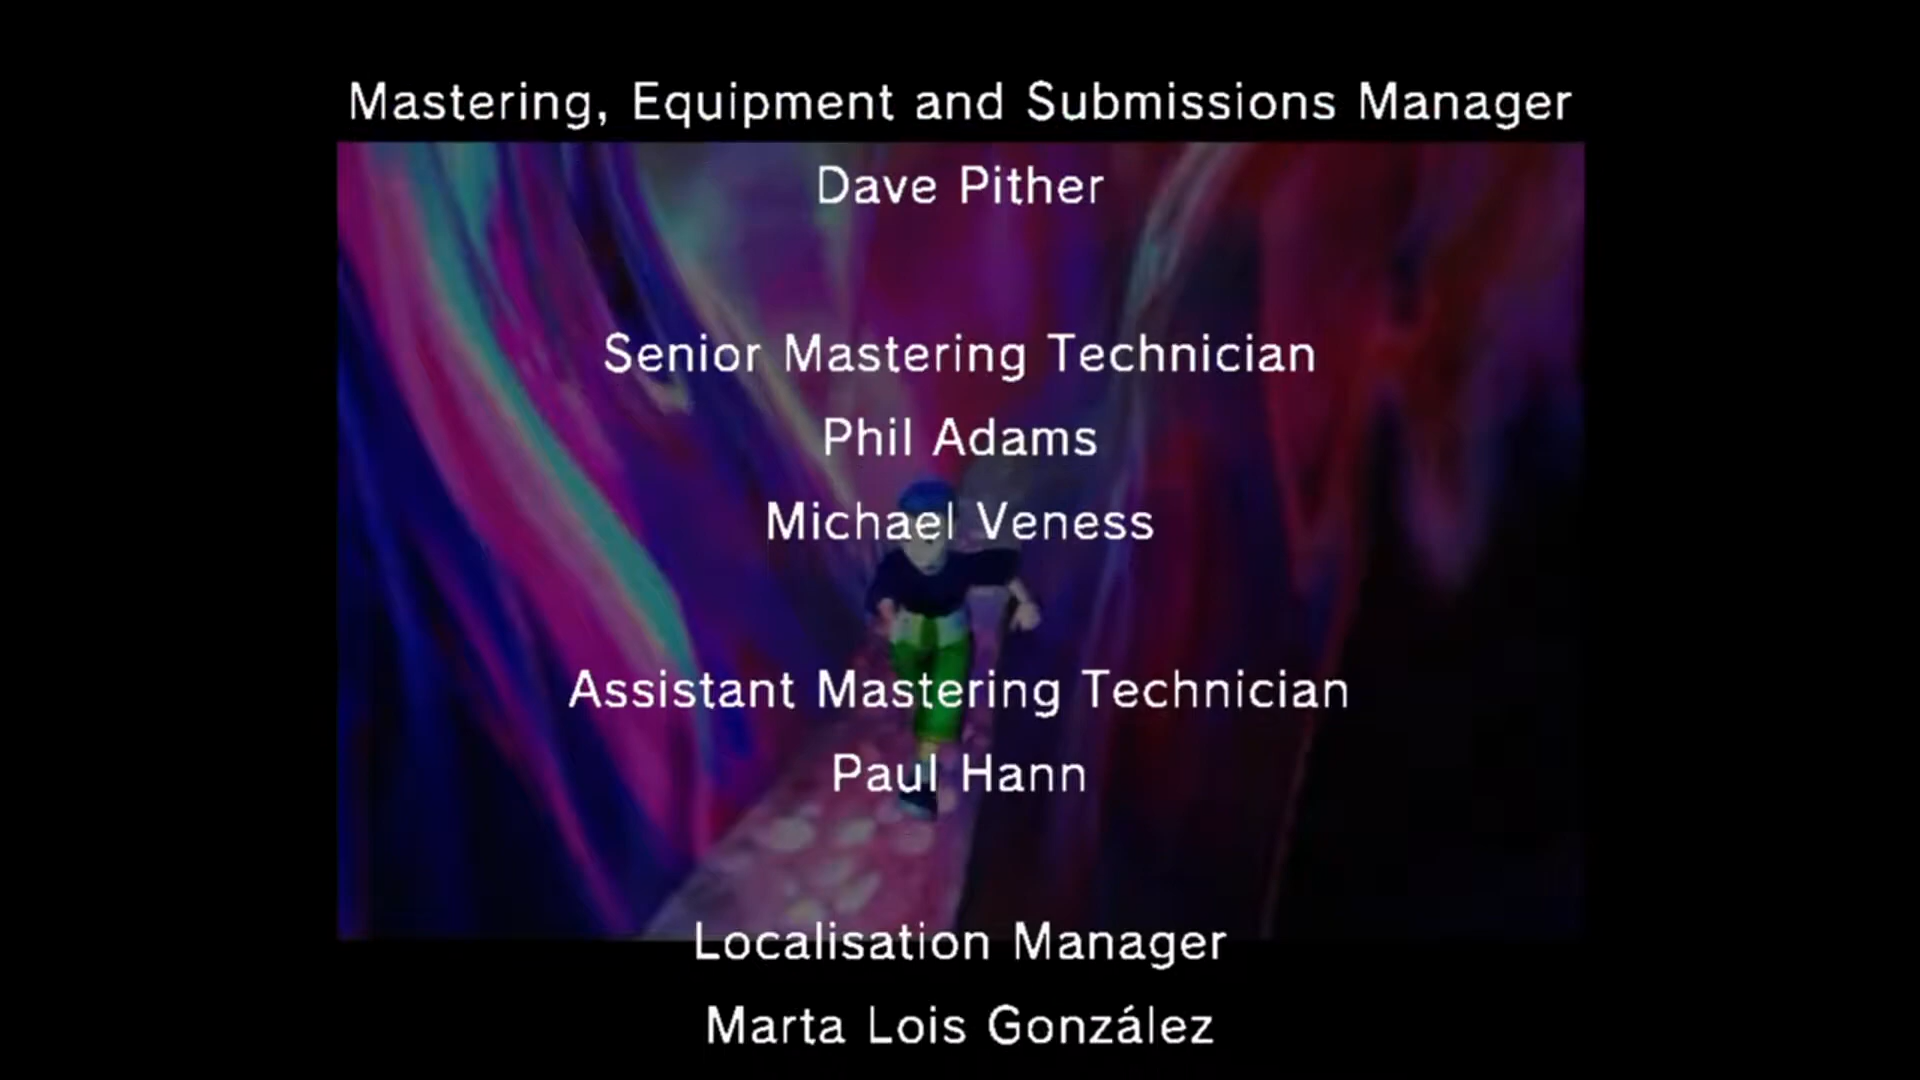 Mastering, Equipment and Submissions Manager
Dave Pither
Senior Mastering Technician
Phil Adams
Michael Veness
Assistant Mastering Technician
Paul Hann
Localisation Manager
Marta Lois González